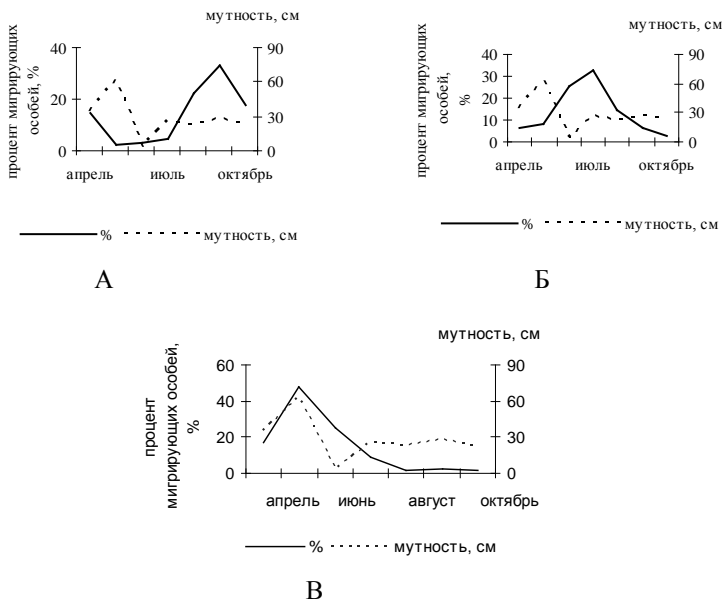 мутность, см
процент мигрирующих
особей, %
40
20
0
90
60
30
0
апрель июль октябрь
% мутность, см
А
мутность, см
процент мигрирующих
особей,
%
40
30
20
10
0
90
60
30
0
апрель июль октябрь
% мутность, см
Б
мутность, см
процент
мигрирующих особей,
%
60
40
20
0
90
60
30
0
апрель июнь август октябрь
% мутность, см
В